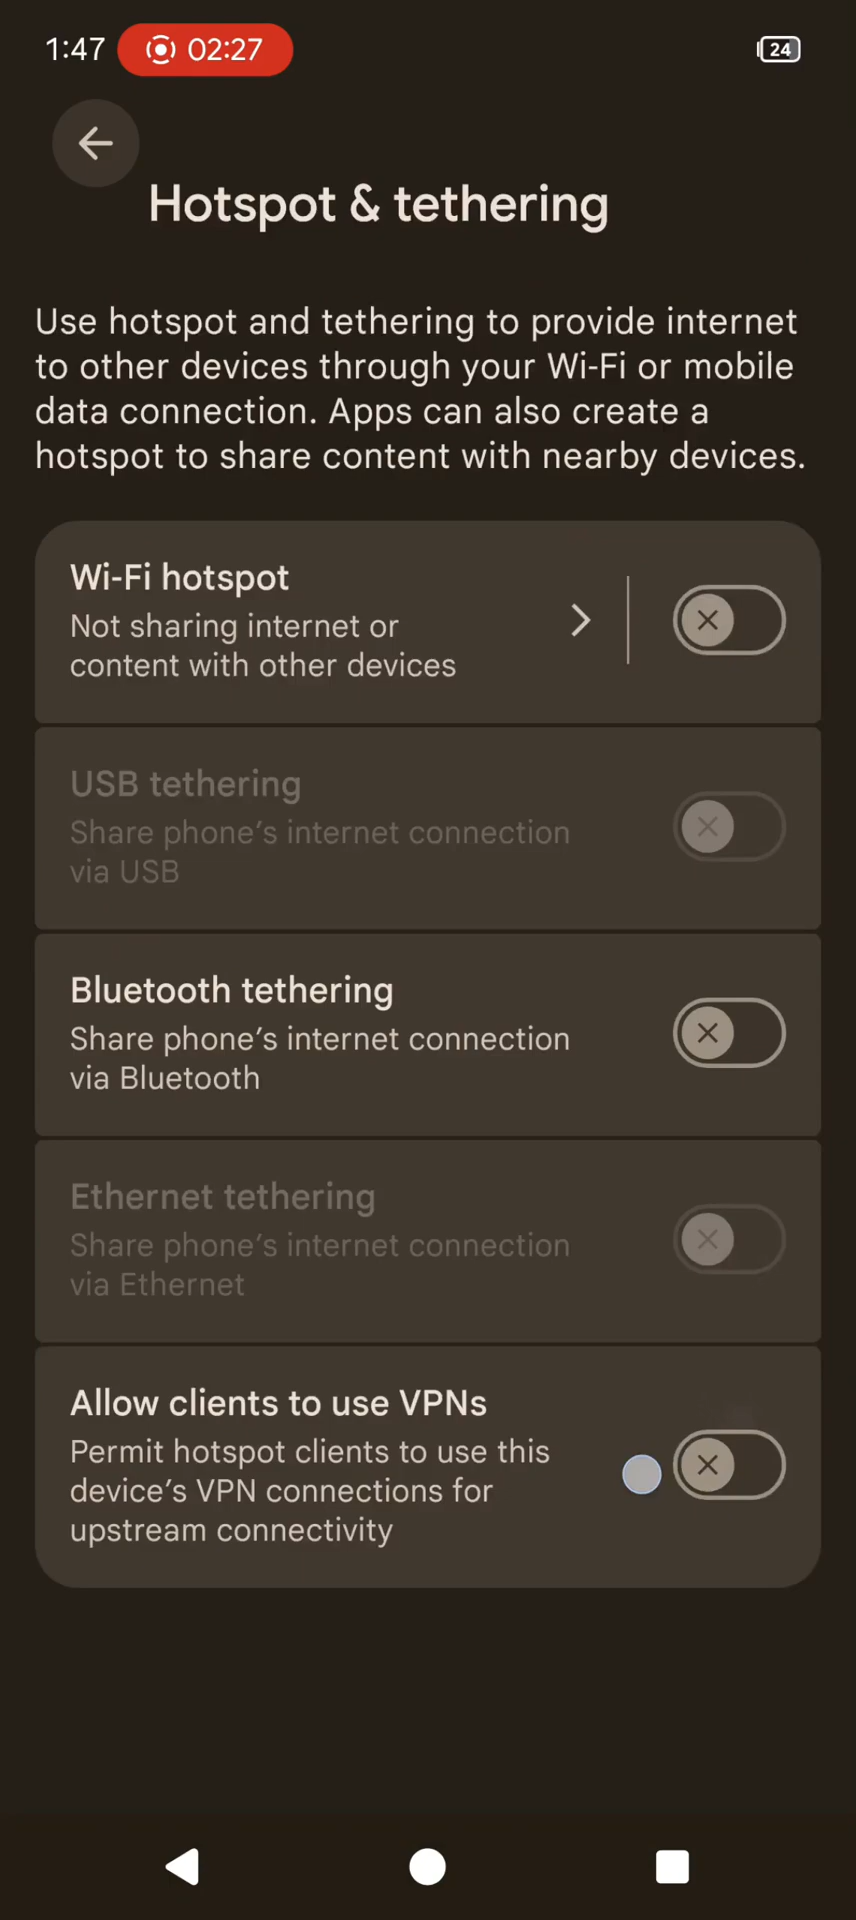 1:47 02:27 24
Hotspot & tethering
Use hotspot and tethering to provide internet
to other devices through your Wi-Fi or mobile
data connection. Apps can also create a
hotspot to share content with nearby devices.
Wi-Fi hotspot
Not sharing internet or
content with other devices
USB tethering
Share phone’s internet connection
via USB
Bluetooth tethering
Share phone’s internet connection
via Bluetooth
Ethernet tethering
Share phone’s internet connection
via Ethernet
Allow clients to use VPNs
Permit hotspot clients to use this
device’s VPN connections for
upstream connectivity